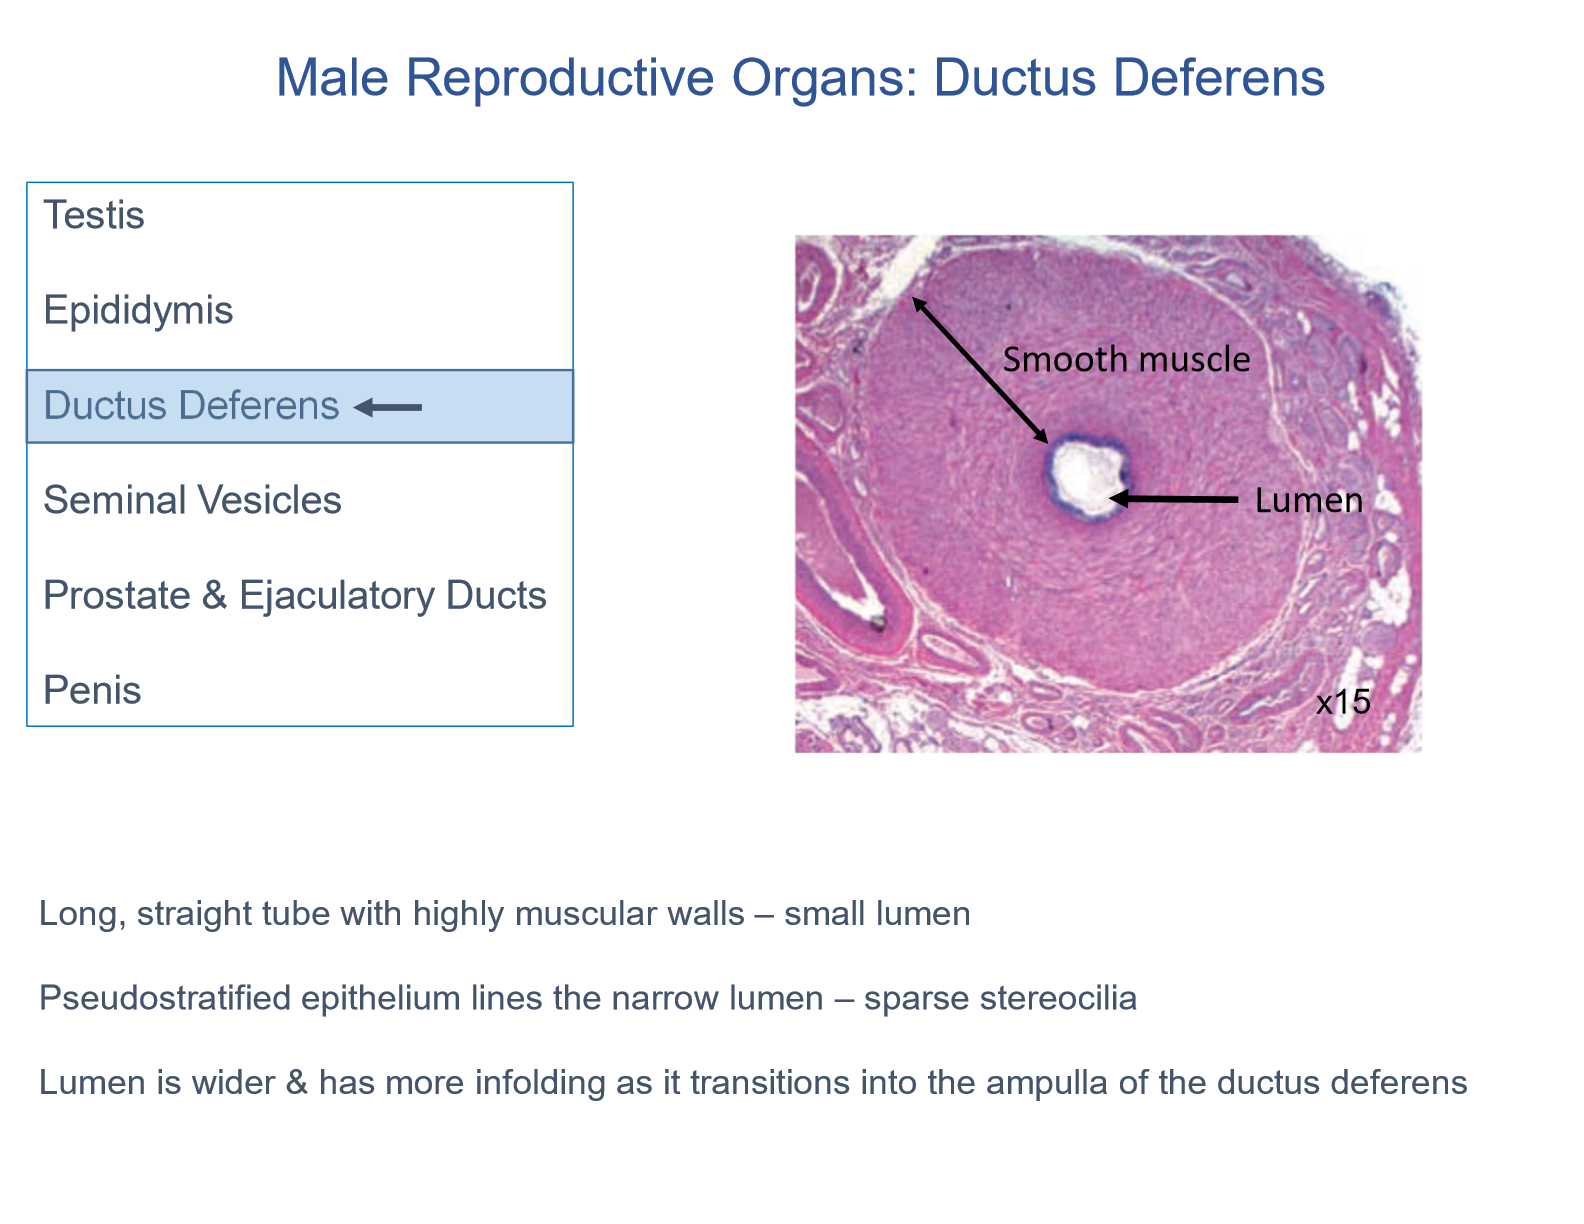 Male Reproductive Organs: Ductus Deferens
Testis
Epididymis
Ductus Deferens
Seminal Vesicles
Prostate & Ejaculatory Ducts
Penis
Smooth muscle
Lumen
x15
Long, straight tube with highly muscular walls – small lumen
Pseudostratified epithelium lines the narrow lumen – sparse stereocilia
Lumen is wider & has more infolding as it transitions into the ampulla of the ductus deferens